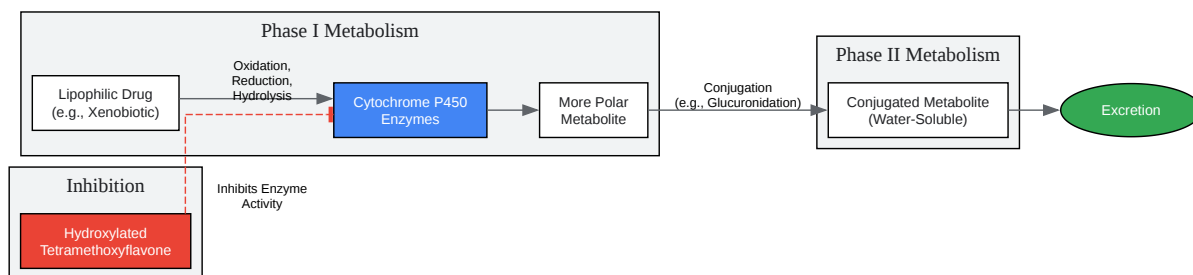 Phase I Metabolism
Lipophilic Drug
(e.g., Xenobiotic)
Oxidation,
Reduction,
Hydrolysis
Cytochrome P450
Enzymes
More Polar
Metabolite
Conjugation
(e.g., Glucuronidation)
Phase II Metabolism
Conjugated Metabolite
(Water-Soluble)
Excretion
Inhibition
Hydroxylated
Tetramethoxyflavone
Inhibits Enzyme
Activity